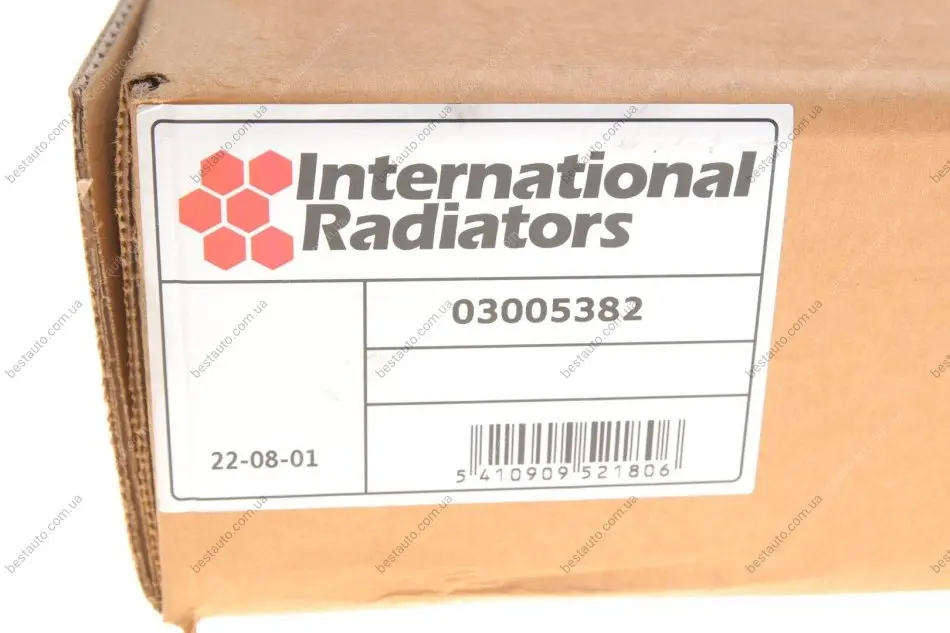 International
Radiators
03005382
22-08-01
5 410909 521806
bestauto.com.ua